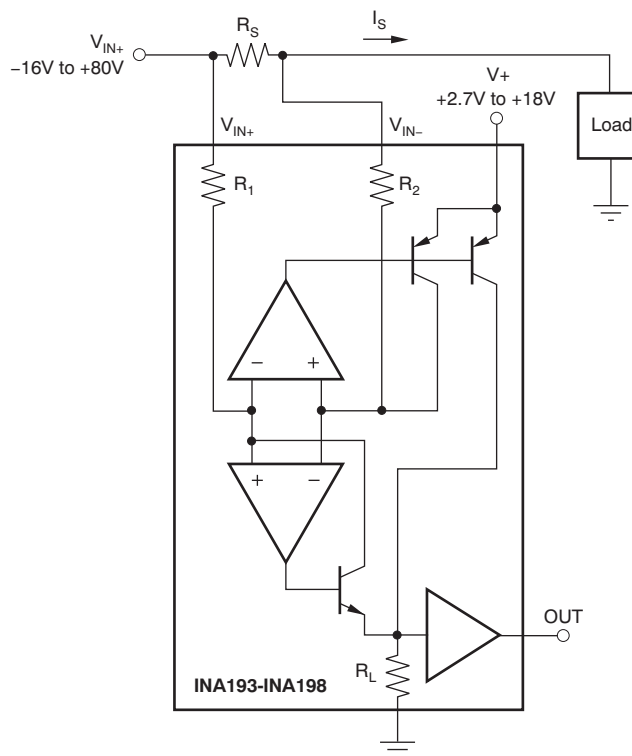 R_S
I_S
V_IN+
−16V to +80V
V+
+2.7V to +18V
Load
V_IN+
V_IN−
R_1
R_2
− +
+ −
OUT
R_L
INA193-INA198